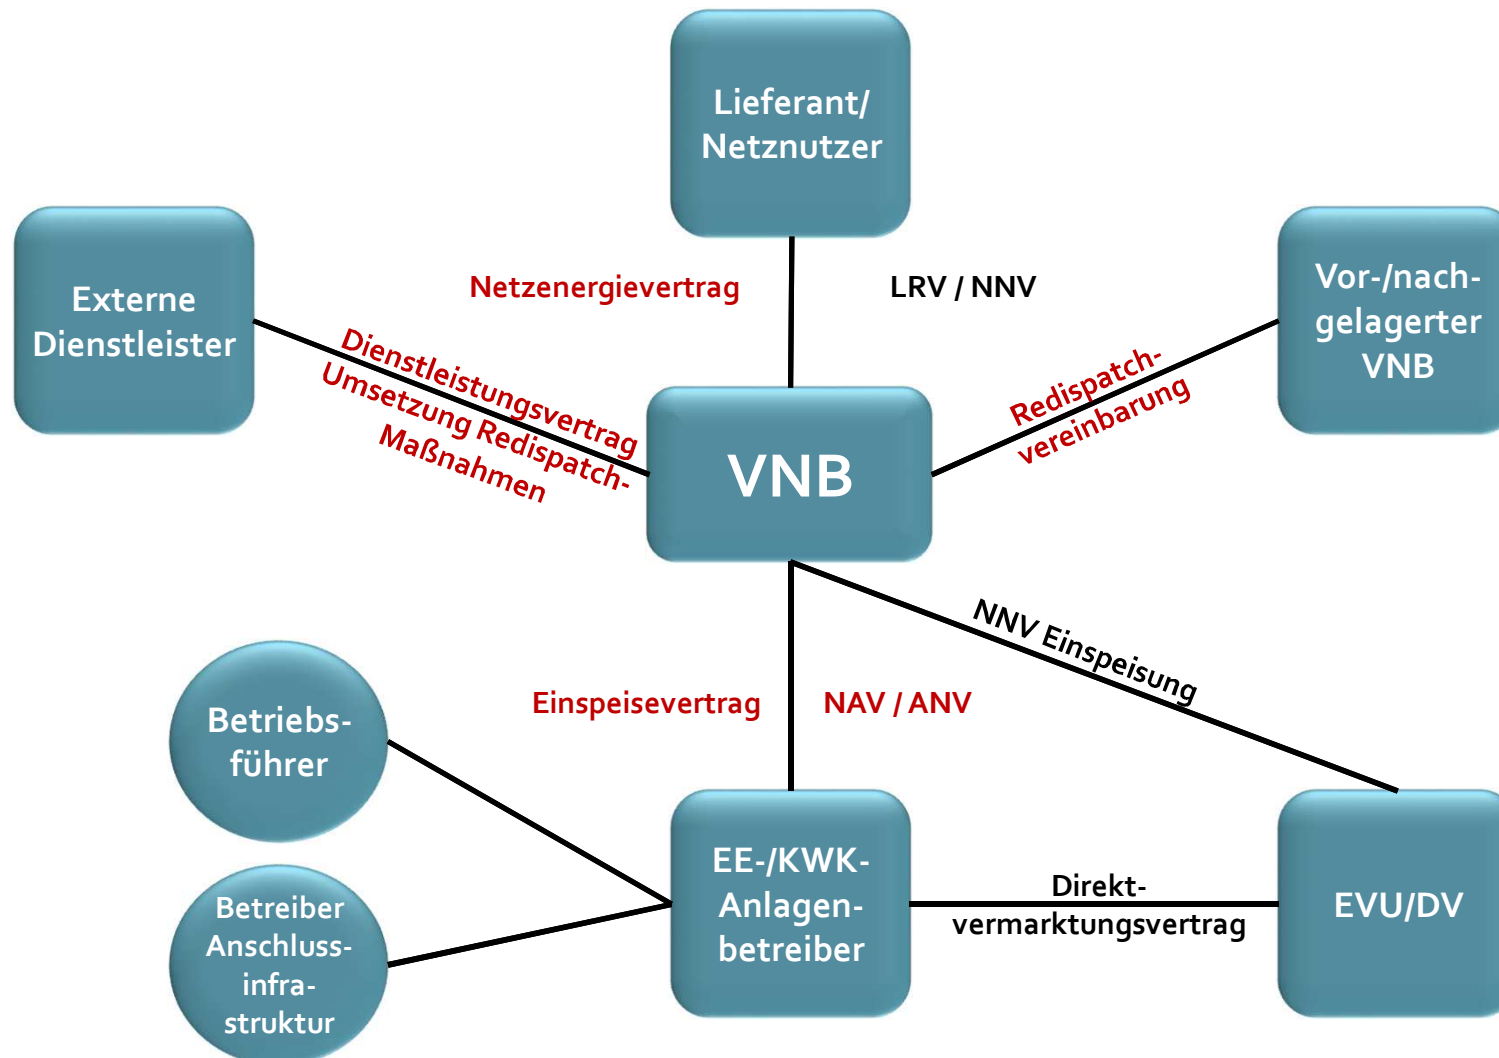 Lieferant/
Netznutzer
Externe
Dienstleister
Vor-/nach-
gelagerter
VNB
Netzenergievertrag
LRV / NNV
Dienstleistungsvertrag
Umsetzung Redispatch-
Maßnahmen
Redispatch-
vereinbarung
VNB
NNV Einspeisung
Einspeisevertrag
NAV / ANV
Betriebs-
führer
EE-/KWK-
Anlagen-
betreiber
Direkt-
vermarktungsvertrag
EVU/DV
Betreiber
Anschluss-
infra-
struktur